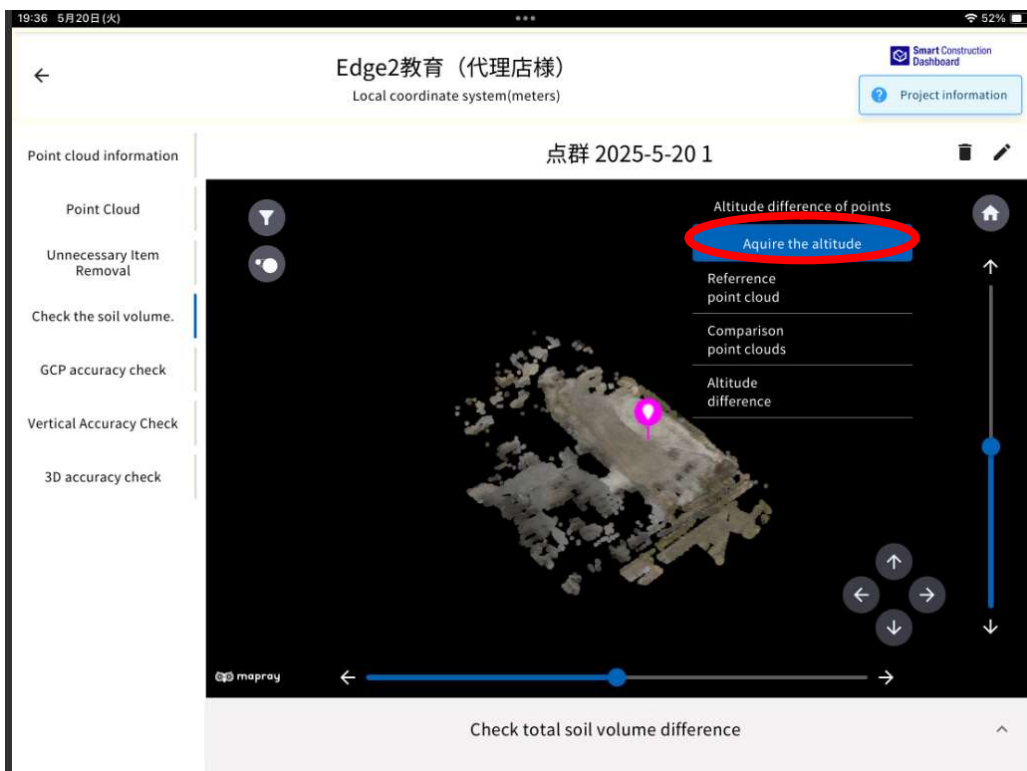 19:36 5月20日(火)
52%
Edge2教育（代理店様）
Local coordinate system(meters)
Smart Construction
Dashboard
Project information
Point cloud information
点群 2025-5-20 1
Point Cloud
Unnecessary Item
Removal
Check the soil volume.
GCP accuracy check
Vertical Accuracy Check
3D accuracy check
Altitude difference of points
Aquire the altitude
Referrence
point cloud
Comparison
point clouds
Altitude
difference
mapray
Check total soil volume difference